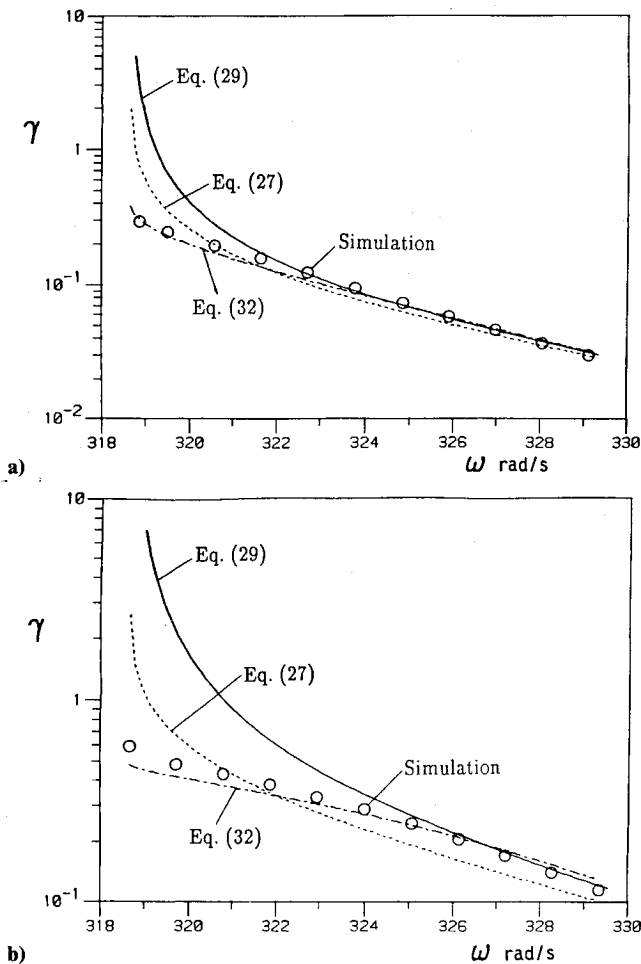 10
Eq. (29)
γ
1
Eq. (27)
Simulation
10⁻¹
Eq. (32)
10⁻²
318 320 322 324 326 328 330
a)
ω rad/s
10
Eq. (29)
γ
Eq. (27)
1
Simulation
Eq. (32)
10⁻¹
318 320 322 324 326 328 330
b)
ω rad/s